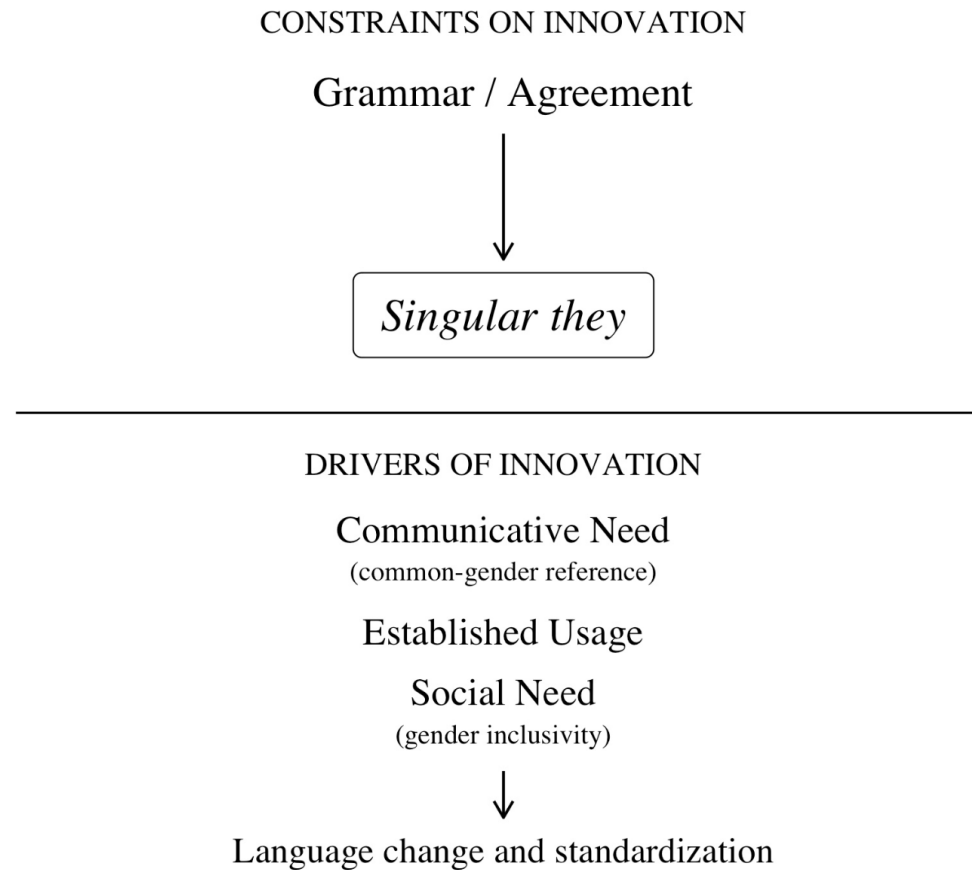 CONSTRAINTS ON INNOVATION
Grammar / Agreement
Singular they
DRIVERS OF INNOVATION
Communicative Need
(common-gender reference)
Established Usage
Social Need
(gender inclusivity)
Language change and standardization